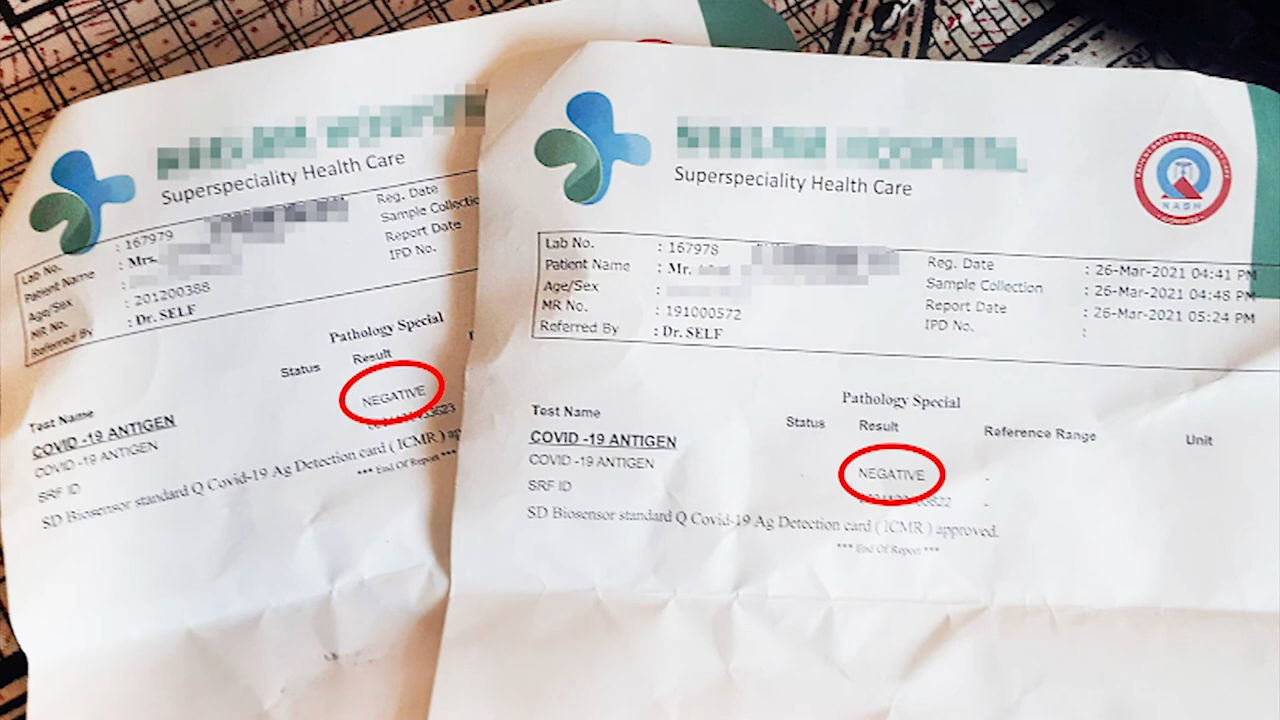 Superspeciality Health Care
Lab No. : 167979
Patient Name : Mrs.
Age/Sex :
MR No. : 201200388
Referred By : Dr. SELF
Reg. Date
Sample Collectio
Report Date
IPD No.
Pathology Special
Status Result
Test Name
NEGATIVE
COVID -19 ANTIGEN
COVID -19 ANTIGEN
SRF ID
SD Biosensor standard Q Covid-19 Ag Detection card ( ICMR ) ap
*** End Of Report ***
Superspeciality Health Care
NABH
Lab No. : 167978 Reg. Date : 26-Mar-2021 04:41 PM
Patient Name : Mr. Sample Collection : 26-Mar-2021 04:48 PM
Age/Sex : Report Date : 26-Mar-2021 05:24 PM
MR No. : 191000572 IPD No. :
Referred By : Dr. SELF
Pathology Special
Test Name Status Result Reference Range Unit
COVID -19 ANTIGEN
COVID -19 ANTIGEN NEGATIVE -
SRF ID -
SD Biosensor standard Q Covid-19 Ag Detection card ( ICMR ) approved.
*** End Of Report ***